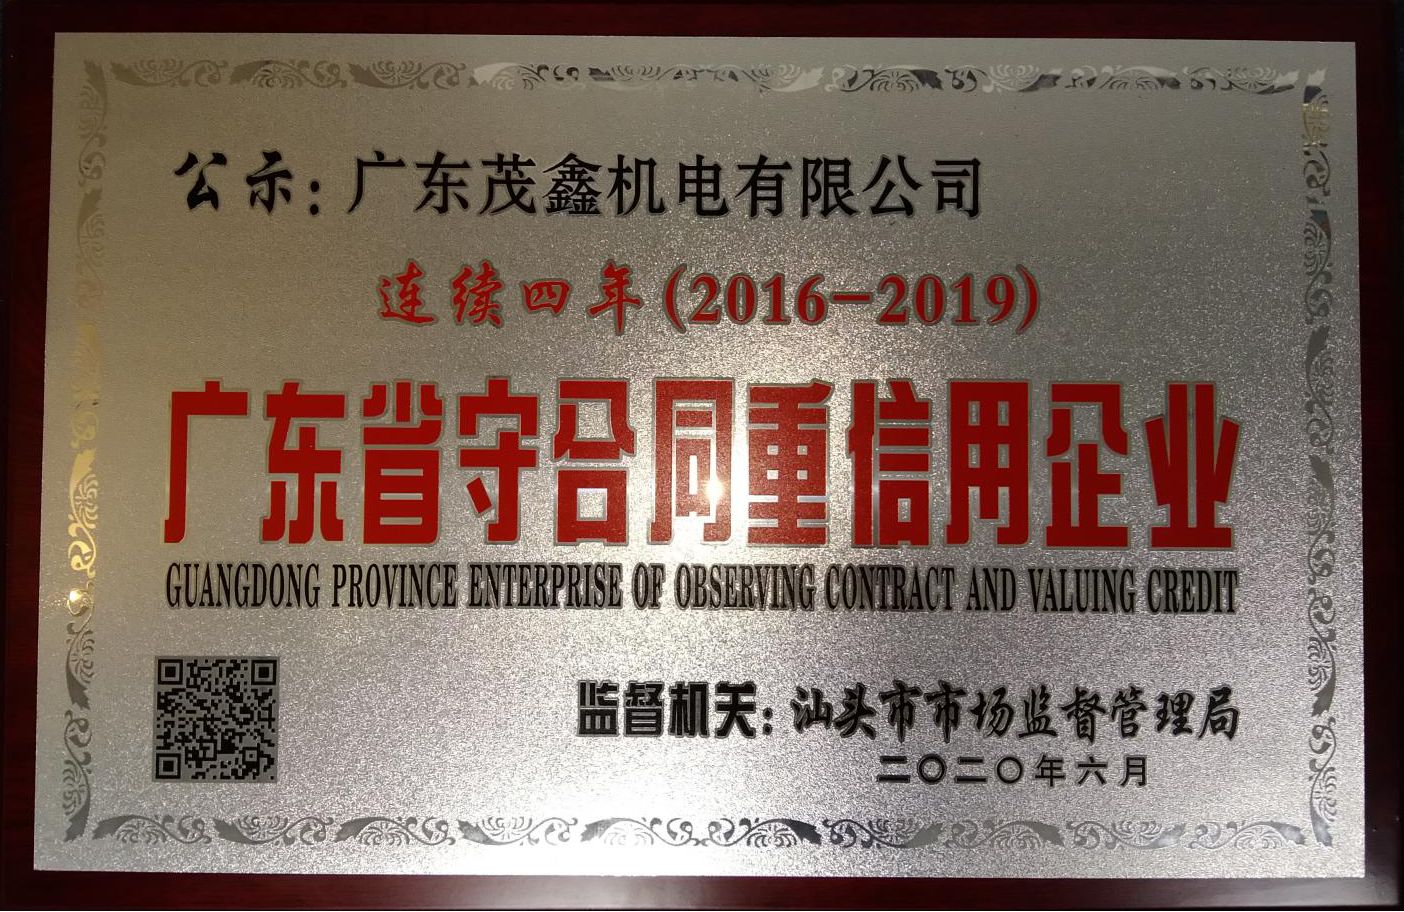 公示：广东茂鑫机电有限公司
连续四年(2016-2019)
广东省守合同重信用企业
GUANGDONG PROVINCE ENTERPRISE OF OBSERVING CONTRACT AND VALUING CREDIT
监督机关：汕头市市场监督管理局
二〇二〇年六月